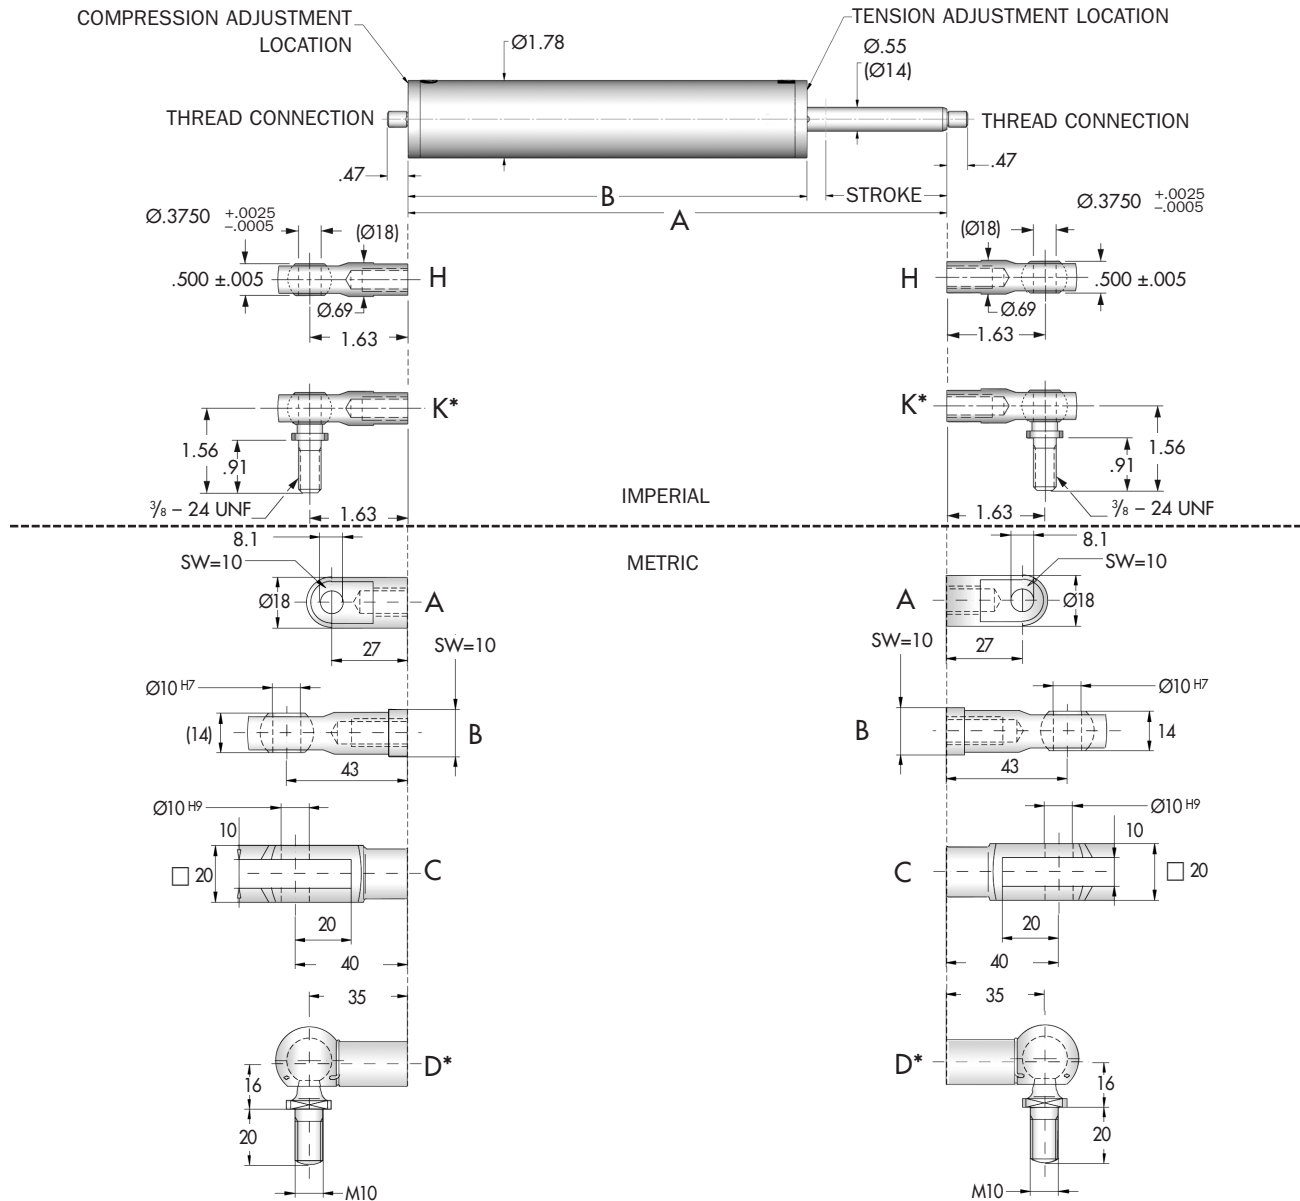 COMPRESSION ADJUSTMENT
LOCATION
TENSION ADJUSTMENT LOCATION
Ø1.78
Ø.55
(Ø14)
THREAD CONNECTION
THREAD CONNECTION
.47
.47
B
STROKE
A
Ø.3750 +.0025
–.0005
Ø.3750 +.0025
–.0005
(Ø18)
(Ø18)
.500 ±.005
H
H
.500 ±.005
Ø.69
Ø.69
1.63
1.63
K*
K*
1.56
.91
1.56
.91
3/8 – 24 UNF
IMPERIAL
3/8 – 24 UNF
1.63
1.63
8.1
8.1
SW=10
METRIC
SW=10
Ø18
A
A
Ø18
27
SW=10
SW=10
27
Ø10 H7
Ø10 H7
(14)
B
B
14
43
43
Ø10 H9
Ø10 H9
10
10
□ 20
C
C
□ 20
20
20
40
40
35
35
D*
D*
16
16
20
20
M10
M10